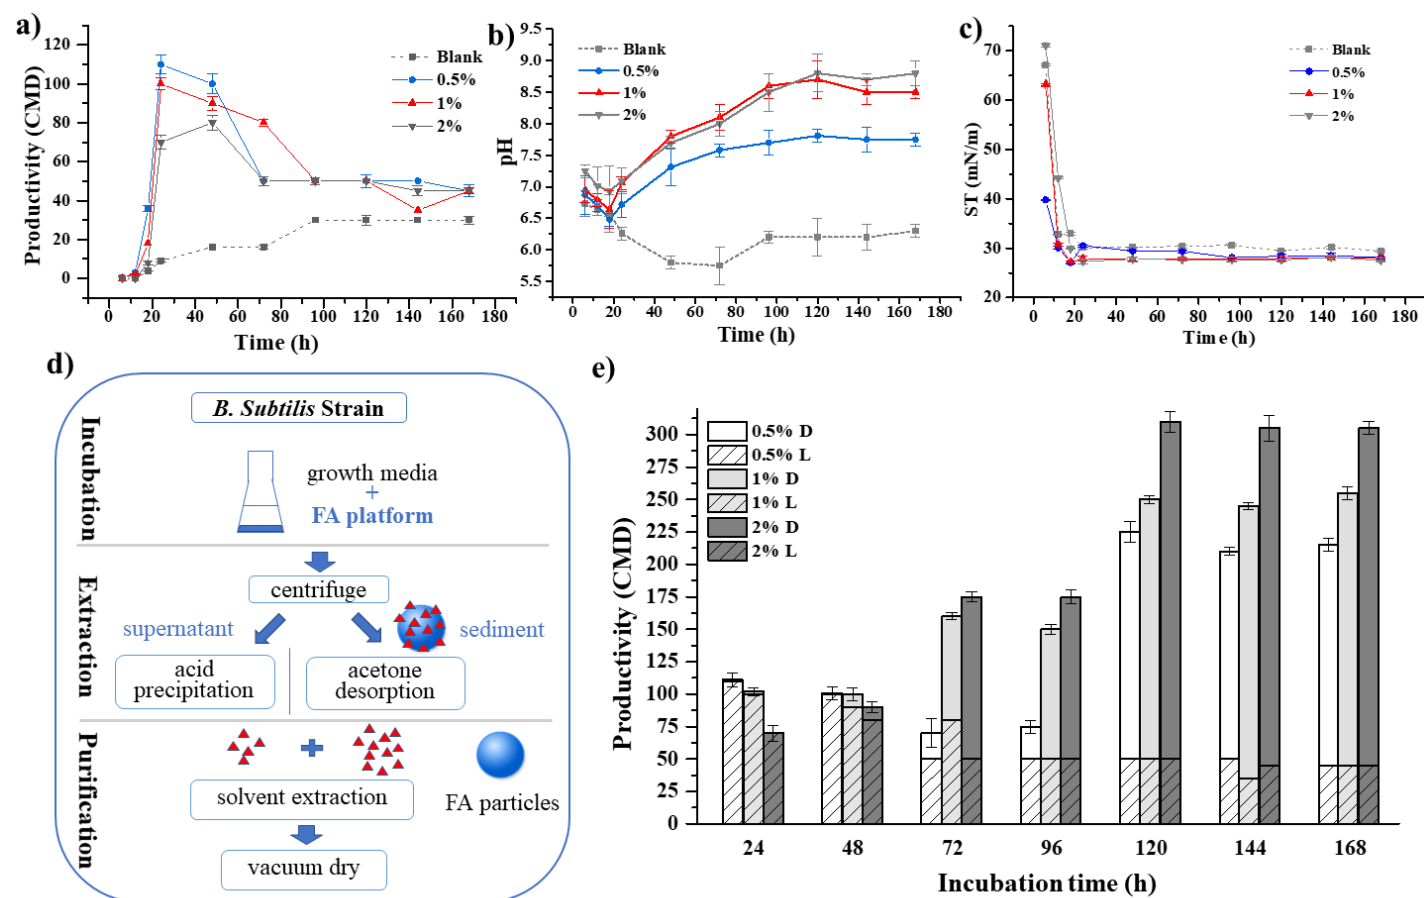 a)
Productivity (CMD)
120
100
80
60
40
20
0
0 20 40 60 80 100 120 140 160 180
Time (h)
Blank
0.5%
1%
2%
b)
pH
9.5
9.0
8.5
8.0
7.5
7.0
6.5
6.0
5.5
0 20 40 60 80 100 120 140 160 180
Time (h)
Blank
0.5%
1%
2%
c)
ST (mN/m)
70
60
50
40
30
20
0 20 40 60 80 100 120 140 160 180
Time (h)
Blank
0.5%
1%
2%
d)
B. Subtilis Strain
Incubation
growth media
+
FA platform
Extraction
centrifuge
supernatant
sediment
acid
precipitation
acetone
desorption
Purification
solvent extraction
FA particles
vacuum dry
e)
Productivity (CMD)
300
275
250
225
200
175
150
125
100
75
50
25
0
0.5% D
0.5% L
1% D
1% L
2% D
2% L
24 48 72 96 120 144 168
Incubation time (h)